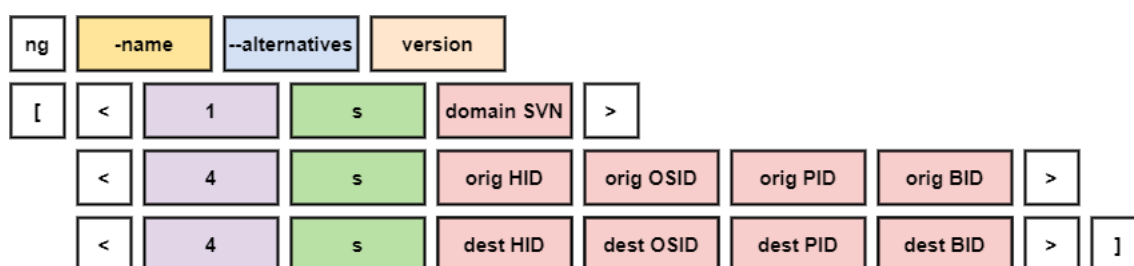 ng -name --alternatives version
[ < 1 s domain SVN >
< 4 s orig HID orig OSID orig PID orig BID >
< 4 s dest HID dest OSID dest PID dest BID > ]